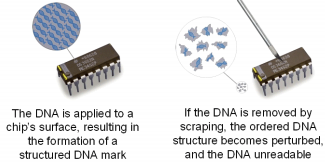 The DNA is applied to a
chip's surface, resulting in
the formation of a
structured DNA mark
If the DNA is removed by
scraping, the ordered DNA
structure becomes perturbed,
and the DNA unreadable